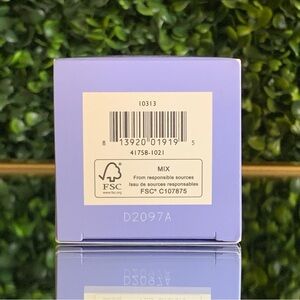 10313
8 13920 01919 5
41758-1021
FSC
www.fsc.org
MIX
From responsible sources
Issu de sources responsables
FSC® C107875
D2097A